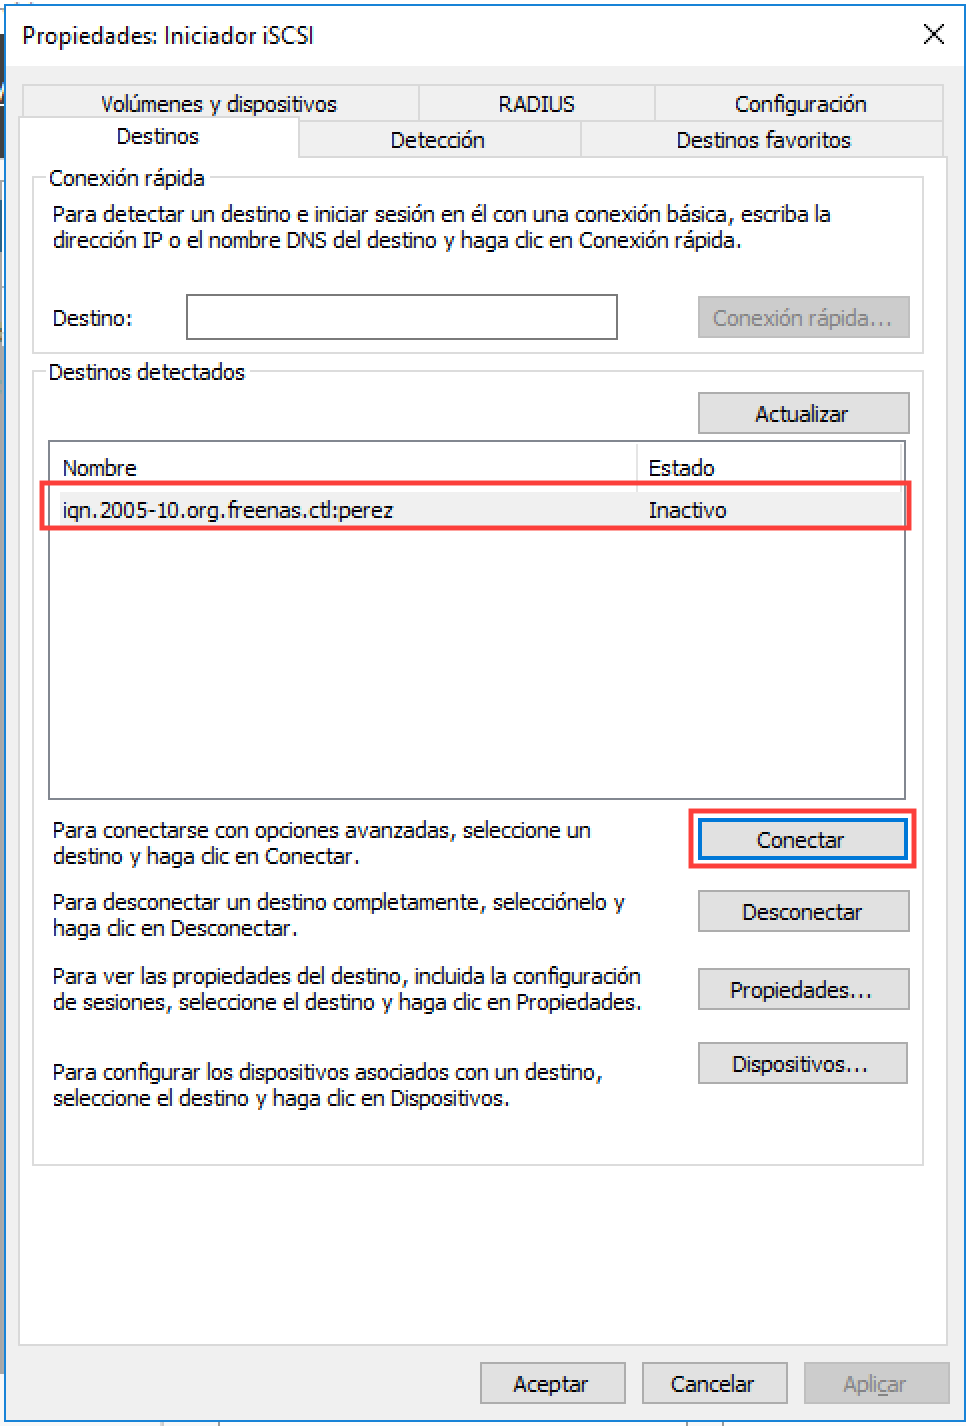 Propiedades: Iniciador iSCSI
Volúmenes y dispositivos
RADIUS
Configuración
Destinos
Detección
Destinos favoritos
Conexión rápida
Para detectar un destino e iniciar sesión en él con una conexión básica, escriba la
dirección IP o el nombre DNS del destino y haga clic en Conexión rápida.
Destino:
Conexión rápida...
Destinos detectados
Actualizar
Nombre
Estado
iqn.2005-10.org.freenas.ctl:perez
Inactivo
Para conectarse con opciones avanzadas, seleccione un
destino y haga clic en Conectar.
Conectar
Para desconectar un destino completamente, selecciónelo y
haga clic en Desconectar.
Desconectar
Para ver las propiedades del destino, incluida la configuración
de sesiones, seleccione el destino y haga clic en Propiedades.
Propiedades...
Para configurar los dispositivos asociados con un destino,
seleccione el destino y haga clic en Dispositivos.
Dispositivos...
Aceptar
Cancelar
Aplicar